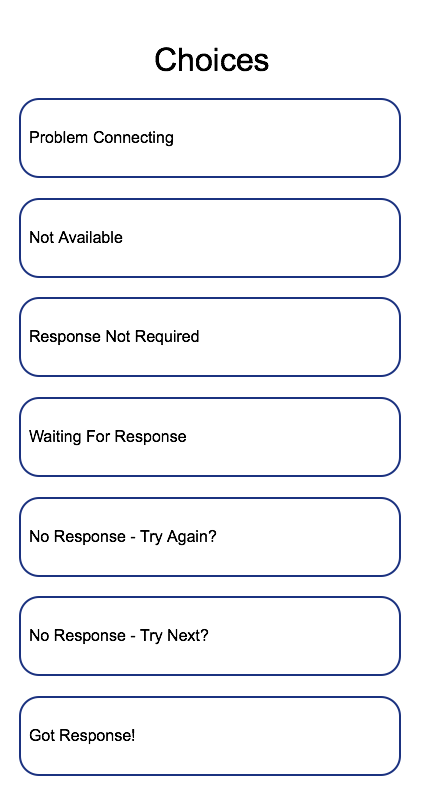 Choices
Problem Connecting
Not Available
Response Not Required
Waiting For Response
No Response - Try Again?
No Response - Try Next?
Got Response!